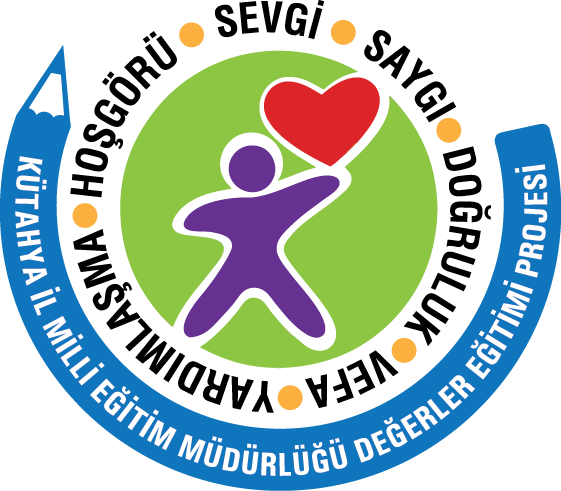 HOŞGÖRÜ • SEVGİ • SAYGI • DOĞRULUK • VEFA • YARDIMLAŞMA •
KÜTAHYA İL MİLLİ EĞİTİM MÜDÜRLÜĞÜ DEĞERLER EĞİTİMİ PROJESİ